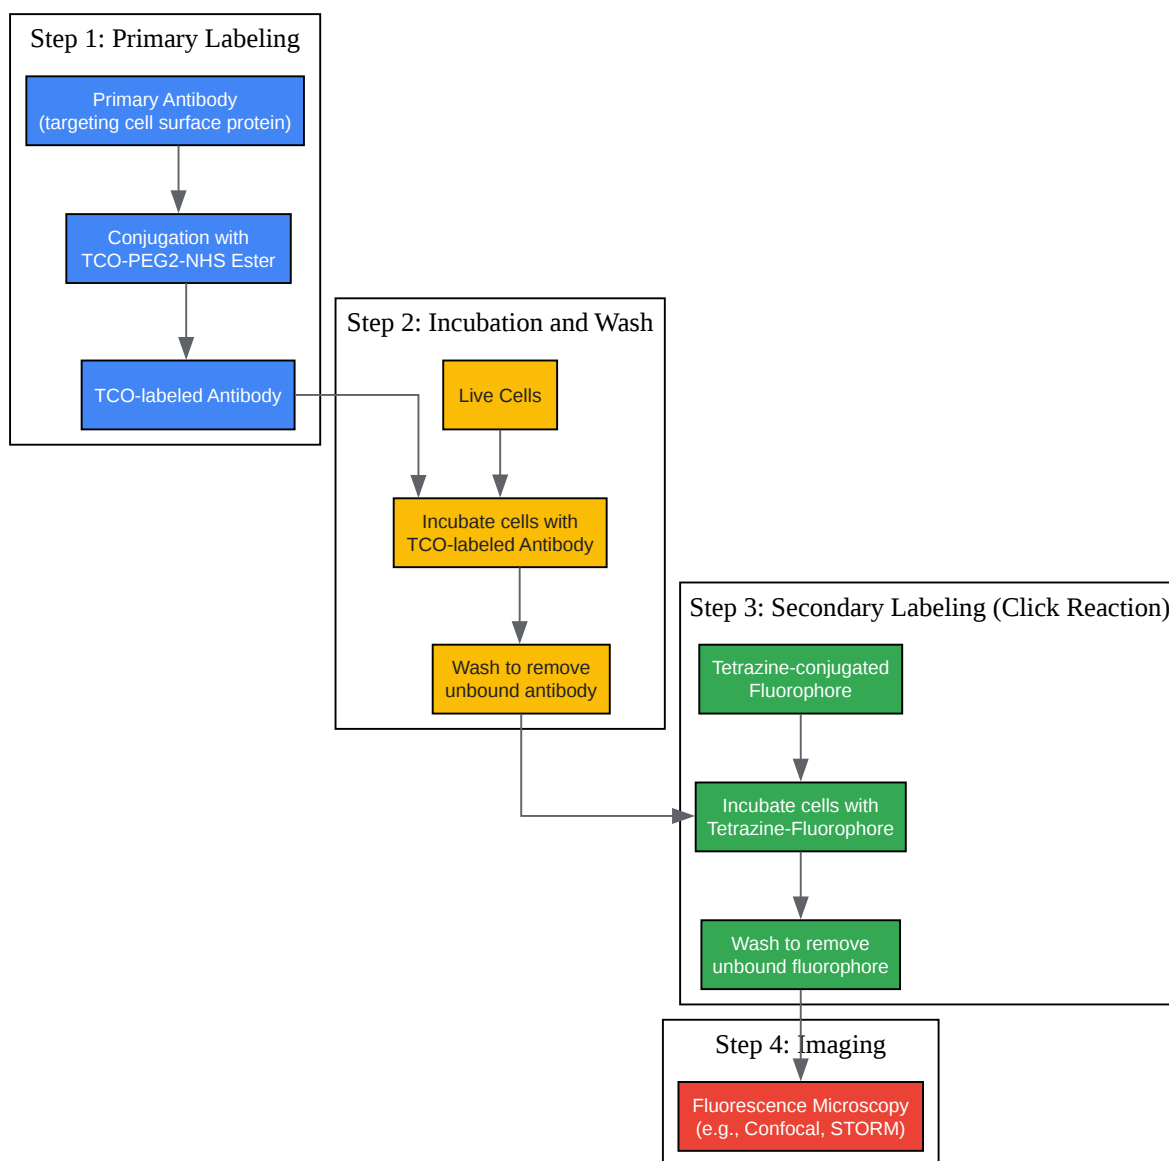 Step 1: Primary Labeling
Primary Antibody
(targeting cell surface protein)
Conjugation with
TCO-PEG2-NHS Ester
TCO-labeled Antibody
Step 2: Incubation and Wash
Live Cells
Incubate cells with
TCO-labeled Antibody
Wash to remove
unbound antibody
Step 3: Secondary Labeling (Click Reaction)
Tetrazine-conjugated
Fluorophore
Incubate cells with
Tetrazine-Fluorophore
Wash to remove
unbound fluorophore
Step 4: Imaging
Fluorescence Microscopy
(e.g., Confocal, STORM)